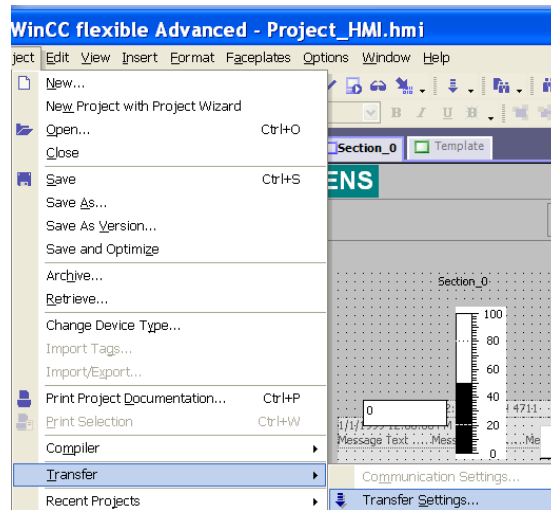 WinCC flexible Advanced - Project_HMI.hmi
ject Edit View Insert Format Faceplates Options Window Help
New...
New Project with Project Wizard
Open... Ctrl+O
Close
Save Ctrl+S
Save As...
Save As Version...
Save and Optimize
Archive...
Retrieve...
Change Device Type...
Import Tags...
Import/Export...
Print Project Documentation... Ctrl+P
Print Selection Ctrl+W
Compiler
Transfer
Recent Projects
B I U
Section_0 Template
ENS
Section_0
100
80
60
40
20
0
0
4711
Message Text ....Mess
Me
Communication Settings...
Transfer Settings...